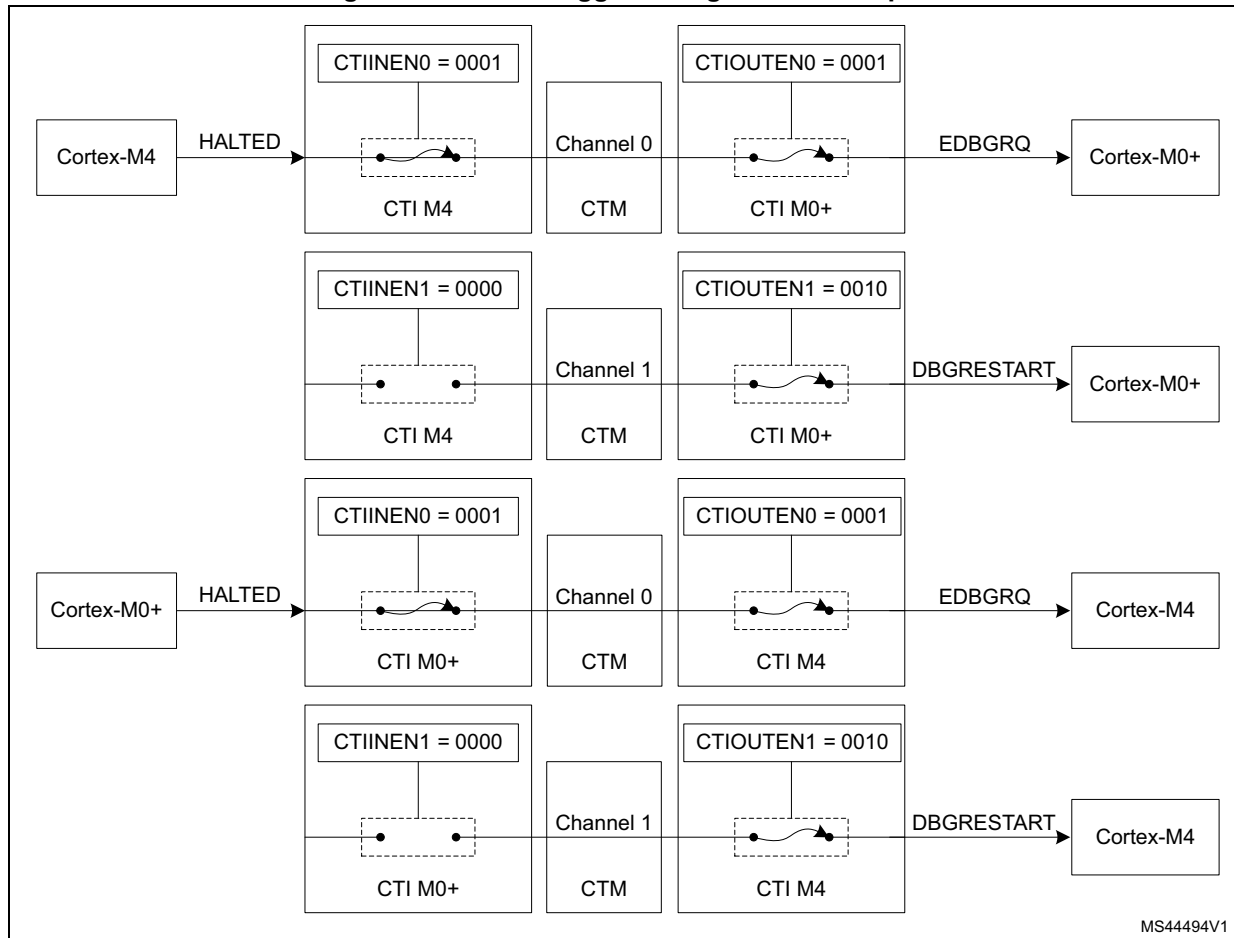 CTIINEN0 = 0001
CTIOUTEN0 = 0001
Cortex-M4
HALTED
Channel 0
EDBGRQ
Cortex-M0+
CTI M4
CTM
CTI M0+
CTIINEN1 = 0000
CTIOUTEN1 = 0010
Channel 1
DBGRESTART
Cortex-M0+
CTI M4
CTM
CTI M0+
CTIINEN0 = 0001
CTIOUTEN0 = 0001
Cortex-M0+
HALTED
Channel 0
EDBGRQ
Cortex-M4
CTI M0+
CTM
CTI M4
CTIINEN1 = 0000
CTIOUTEN1 = 0010
Channel 1
DBGRESTART
Cortex-M4
CTI M0+
CTM
CTI M4
MS44494V1